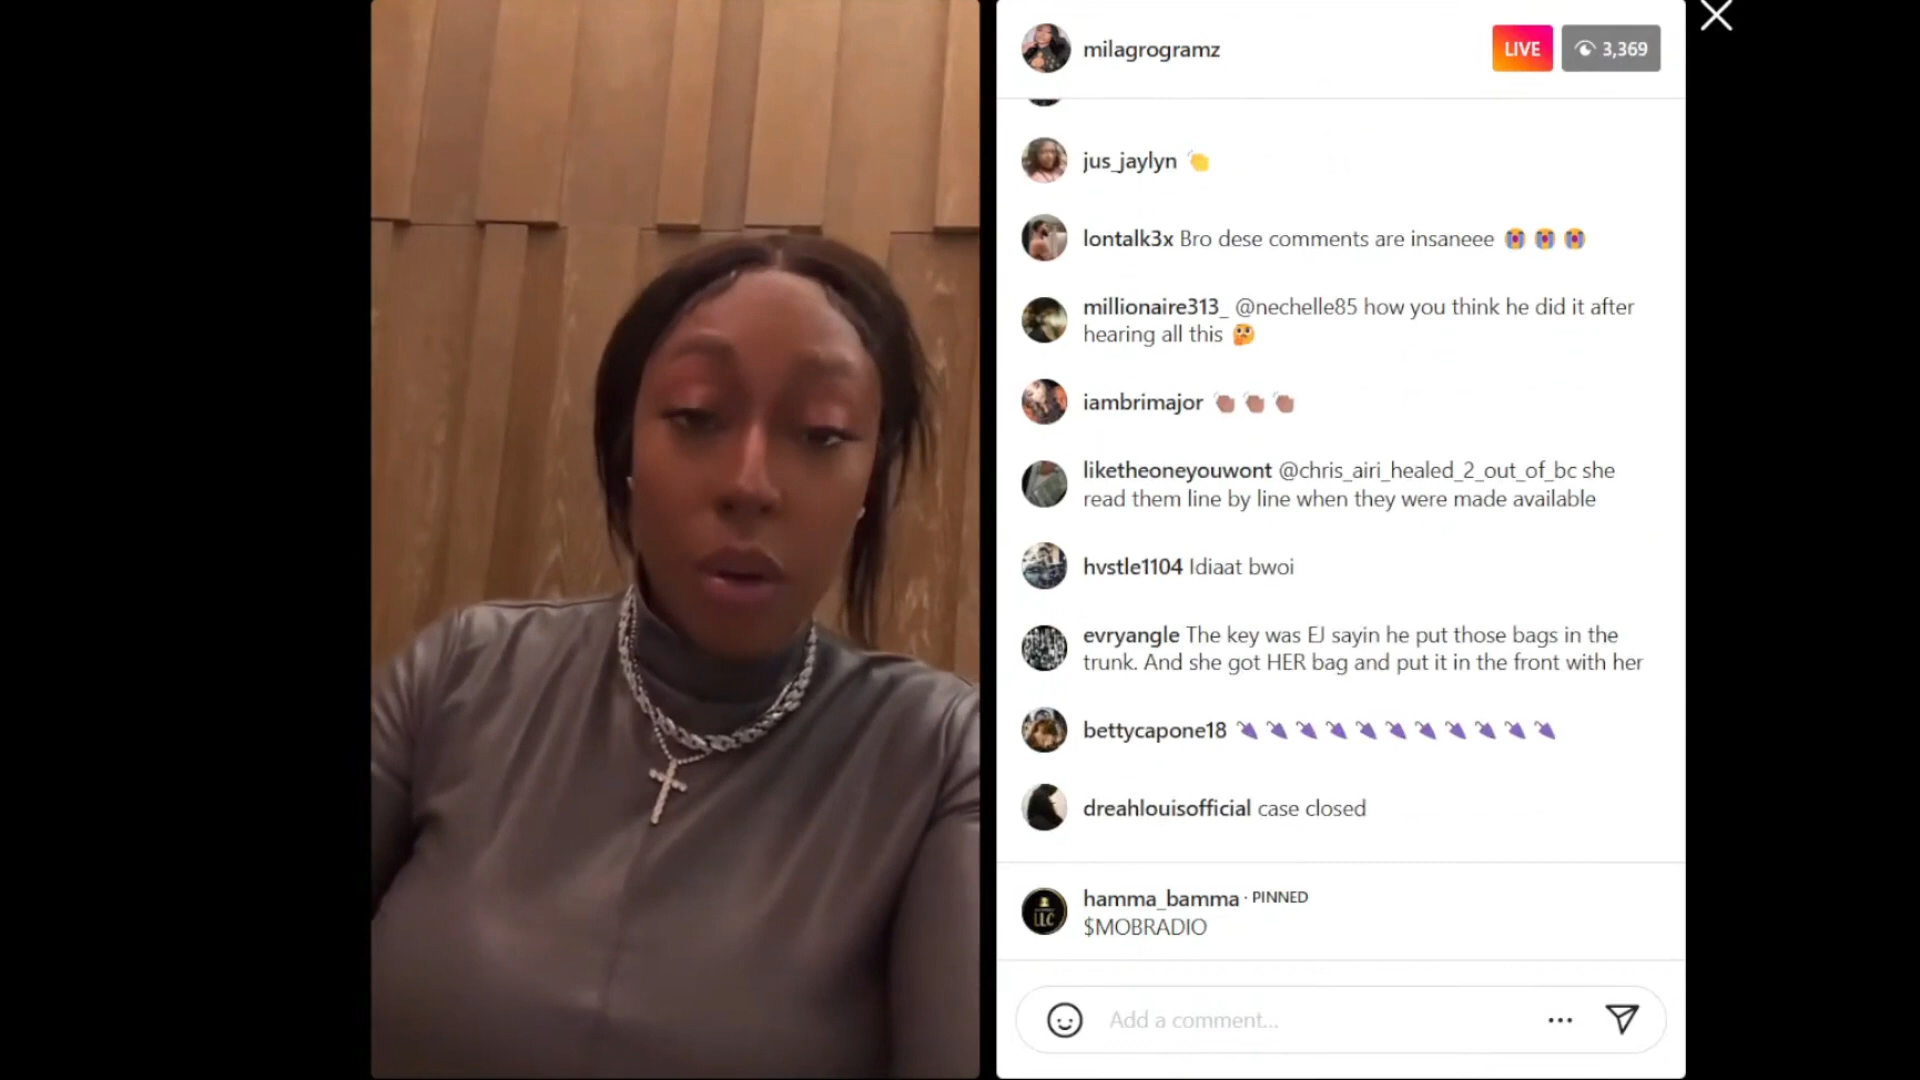 milagrogramz
LIVE
3,369
jus_jaylyn 👏
lontalk3x Bro dese comments are insaneee 😭 😭 😭
millionaire313_ @nechelle85 how you think he did it after
hearing all this 🤔
iambrimajor 👏🏽 👏🏽 👏🏽
liketheoneyouwont @chris_airi_healed_2_out_of_bc she
read them line by line when they were made available
hvstle1104 Idiaat bwoi
evryangle The key was EJ sayin he put those bags in the
trunk. And she got HER bag and put it in the front with her
bettycapone18
dreahlouisofficial case closed
LLC
hamma_bamma · PINNED
$MOBRADIO
Add a comment...